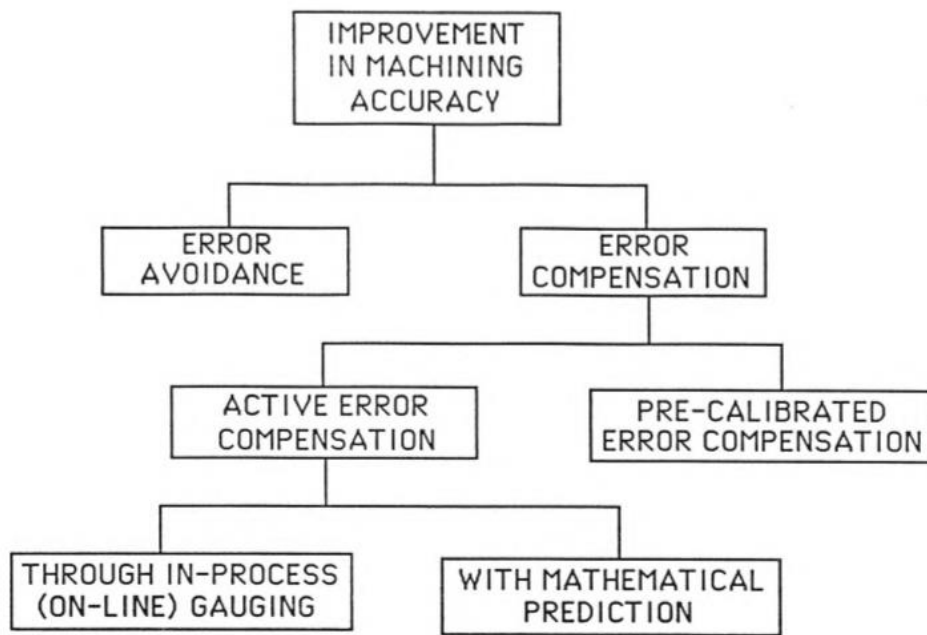 IMPROVEMENT
IN MACHINING
ACCURACY
ERROR
AVOIDANCE
ERROR
COMPENSATION
ACTIVE ERROR
COMPENSATION
PRE-CALIBRATED
ERROR COMPENSATION
THROUGH IN-PROCESS
(ON-LINE) GAUGING
WITH MATHEMATICAL
PREDICTION